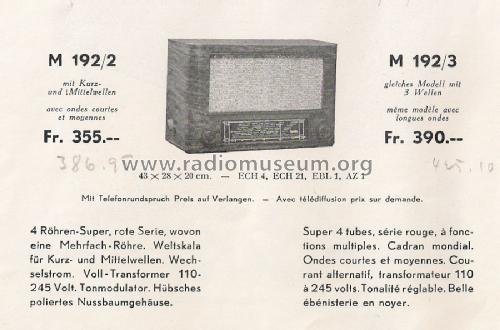 M 192/2
mit Kurz-
und Mittelwellen
avec ondes courtes
et moyennes
Fr. 355.--
386.95
M 192/3
gleiches Modell mit
3 Wellen
même modèle avec
longues ondes
Fr. 390.--
425.10
www.radiomuseum.org
43 × 28 × 20 cm. — ECH 4, ECH 21, EBL 1, AZ 1
Mit Telefonrundspruch Preis auf Verlangen. — Avec télédiffusion prix sur demande.
4 Röhren-Super, rote Serie, wovon
eine Mehrfach-Röhre. Weltskala
für Kurz- und Mittelwellen. Wech-
selstrom. Voll-Transformer 110-
245 Volt. Tonmodulator. Hübsches
poliertes Nussbaumgehäuse.
Super 4 tubes, série rouge, à fonc-
tions multiples. Cadran mondial.
Ondes courtes et moyennes. Cou-
rant alternatif, transformateur 110
à 245 volts. Tonalité réglable. Belle
ébénisterie en noyer.